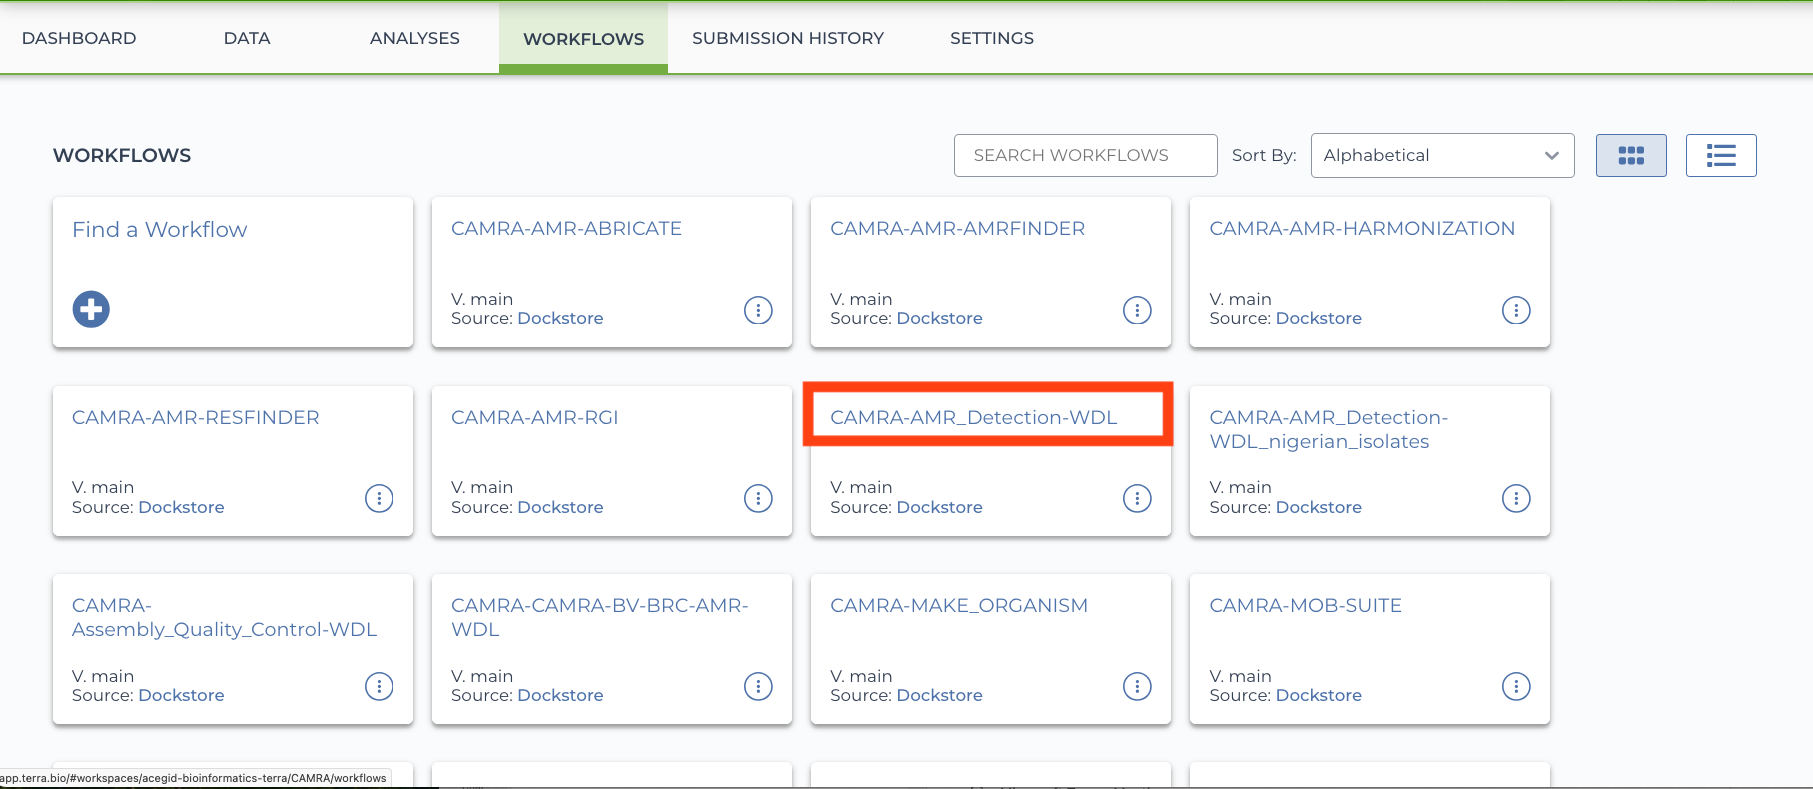 DASHBOARD DATA ANALYSES WORKFLOWS SUBMISSION HISTORY SETTINGS
WORKFLOWS SEARCH WORKFLOWS Sort By: Alphabetical
Find a Workflow
CAMRA-AMR-ABRICATE
V. main
Source: Dockstore
CAMRA-AMR-AMRFINDER
V. main
Source: Dockstore
CAMRA-AMR-HARMONIZATION
V. main
Source: Dockstore
CAMRA-AMR-RESFINDER
V. main
Source: Dockstore
CAMRA-AMR-RGI
V. main
Source: Dockstore
CAMRA-AMR_Detection-WDL
V. main
Source: Dockstore
CAMRA-AMR_Detection-
WDL_nigerian_isolates
V. main
Source: Dockstore
CAMRA-
Assembly_Quality_Control-WDL
V. main
Source: Dockstore
CAMRA-CAMRA-BV-BRC-AMR-
WDL
V. main
Source: Dockstore
CAMRA-MAKE_ORGANISM
V. main
Source: Dockstore
CAMRA-MOB-SUITE
V. main
Source: Dockstore
app.terra.bio/#workspaces/acegid-bioinformatics-terra/CAMRA/workflows